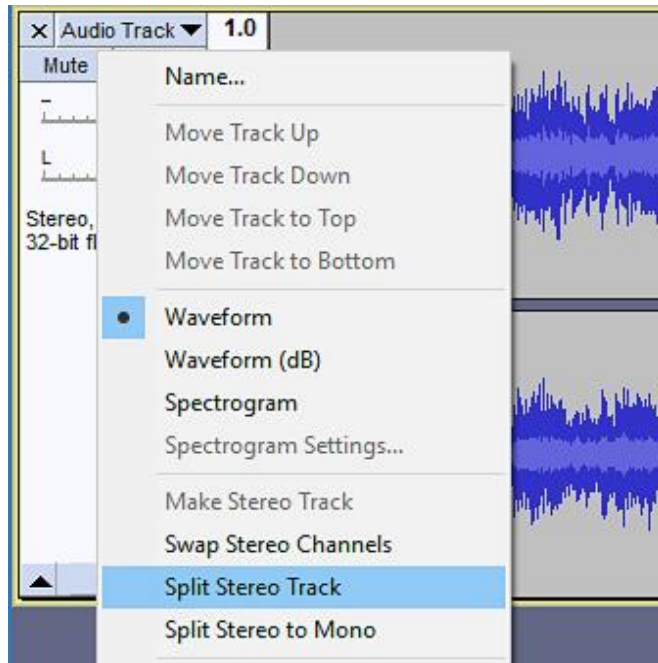 Audio Track
1.0
Mute
Name...
-
Move Track Up
Move Track Down
L
Move Track to Top
Stereo,
32-bit fl
Move Track to Bottom
Waveform
Waveform (dB)
Spectrogram
Spectrogram Settings...
Make Stereo Track
Swap Stereo Channels
Split Stereo Track
Split Stereo to Mono